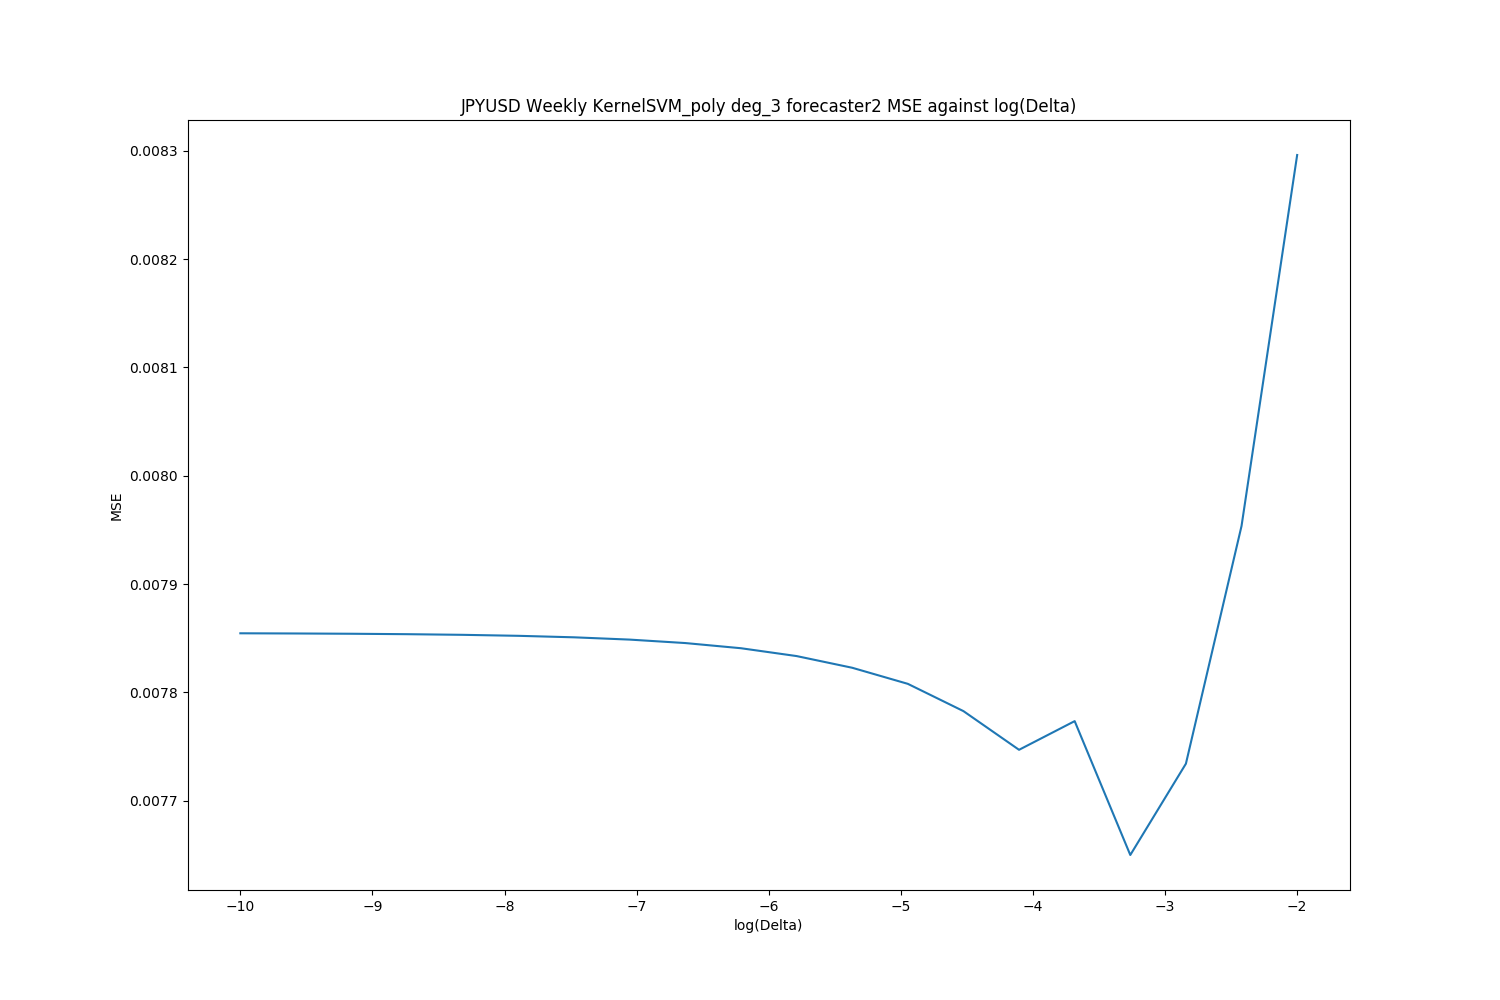 JPYUSD Weekly KernelSVM_poly deg_3 forecaster2 MSE against log(Delta)
0.0083
0.0082
0.0081
0.0080
0.0079
0.0078
0.0077
MSE
−10 −9 −8 −7 −6 −5 −4 −3 −2
log(Delta)